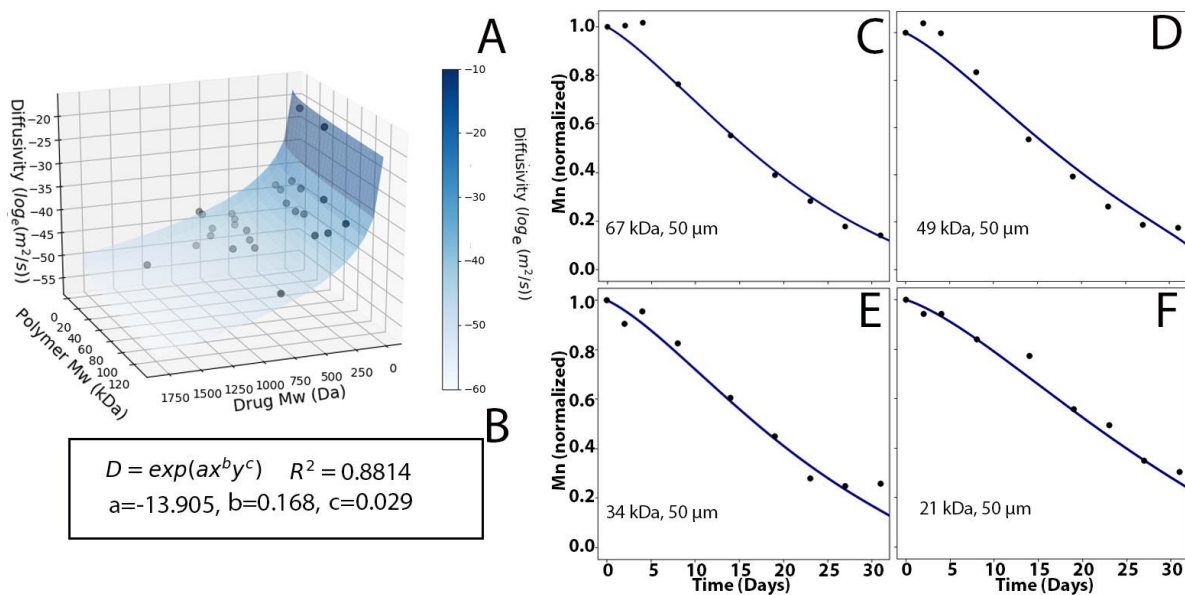 A
Diffusivity (log_e(m²/s))
−20
−25
−30
−35
−40
−45
−50
−55
Polymer Mw (kDa)
0
20
40
60
80
100
120
Drug Mw (Da)
1750 1500 1250 1000 750 500 250 0
−10
−20
−30
−40
−50
−60
Diffusivity (log_e (m²/s))
B
D = exp(ax^b y^c) R² = 0.8814
a=-13.905, b=0.168, c=0.029
C
Mn (normalized)
1.0
0.8
0.6
0.4
0.2
0.0
67 kDa, 50 µm
D
49 kDa, 50 µm
E
Mn (normalized)
1.0
0.8
0.6
0.4
0.2
0.0
34 kDa, 50 µm
0 5 10 15 20 25 30
Time (Days)
F
21 kDa, 50 µm
0 5 10 15 20 25 30
Time (Days)